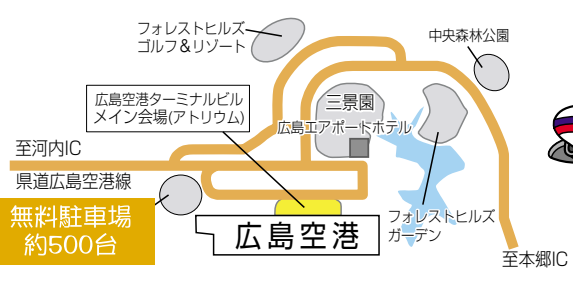 フォレストヒルズ
ゴルフ＆リゾート
中央森林公園
広島空港ターミナルビル
メイン会場(アトリウム)
三景園
広島エアポートホテル
至河内IC
県道広島空港線
無料駐車場
約500台
広島空港
フォレストヒルズ
ガーデン
至本郷IC